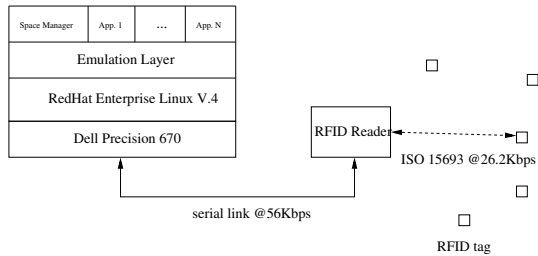 Space Manager App. 1 ... App. N
Emulation Layer
RedHat Enterprise Linux V.4
Dell Precision 670
RFID Reader
ISO 15693 @26.2Kbps
serial link @56Kbps
RFID tag